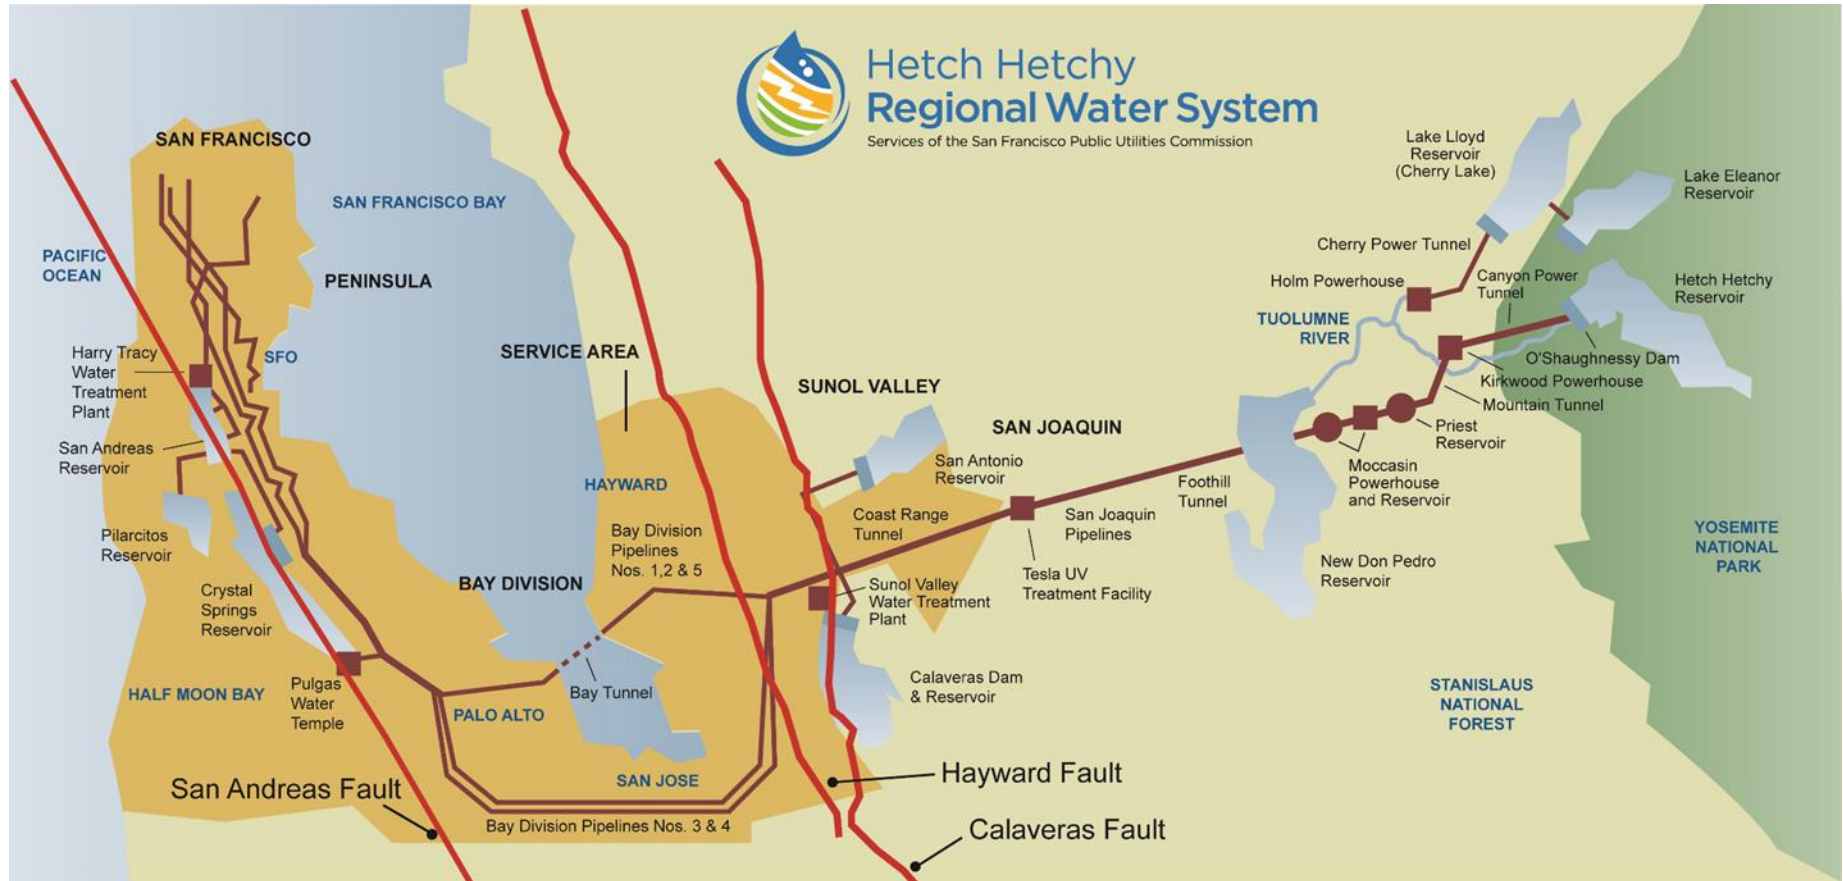 Hetch Hetchy
Regional Water System
Services of the San Francisco Public Utilities Commission
SAN FRANCISCO
SAN FRANCISCO BAY
PACIFIC
OCEAN
PENINSULA
SFO
Harry Tracy
Water
Treatment
Plant
San Andreas
Reservoir
Pilarcitos
Reservoir
Crystal
Springs
Reservoir
HALF MOON BAY
Pulgas
Water
Temple
San Andreas Fault
SERVICE AREA
HAYWARD
Bay Division
Pipelines
Nos. 1,2 & 5
BAY DIVISION
Bay Tunnel
PALO ALTO
SAN JOSE
Bay Division Pipelines Nos. 3 & 4
SUNOL VALLEY
San Antonio
Reservoir
Coast Range
Tunnel
Sunol Valley
Water Treatment
Plant
Calaveras Dam
& Reservoir
Hayward Fault
Calaveras Fault
SAN JOAQUIN
San Joaquin
Pipelines
Tesla UV
Treatment Facility
Foothill
Tunnel
New Don Pedro
Reservoir
Moccasin
Powerhouse
and Reservoir
Priest
Reservoir
Mountain Tunnel
Kirkwood Powerhouse
O'Shaughnessy Dam
TUOLUMNE
RIVER
Holm Powerhouse
Cherry Power Tunnel
Canyon Power
Tunnel
Lake Lloyd
Reservoir
(Cherry Lake)
Lake Eleanor
Reservoir
Hetch Hetchy
Reservoir
YOSEMITE
NATIONAL
PARK
STANISLAUS
NATIONAL
FOREST